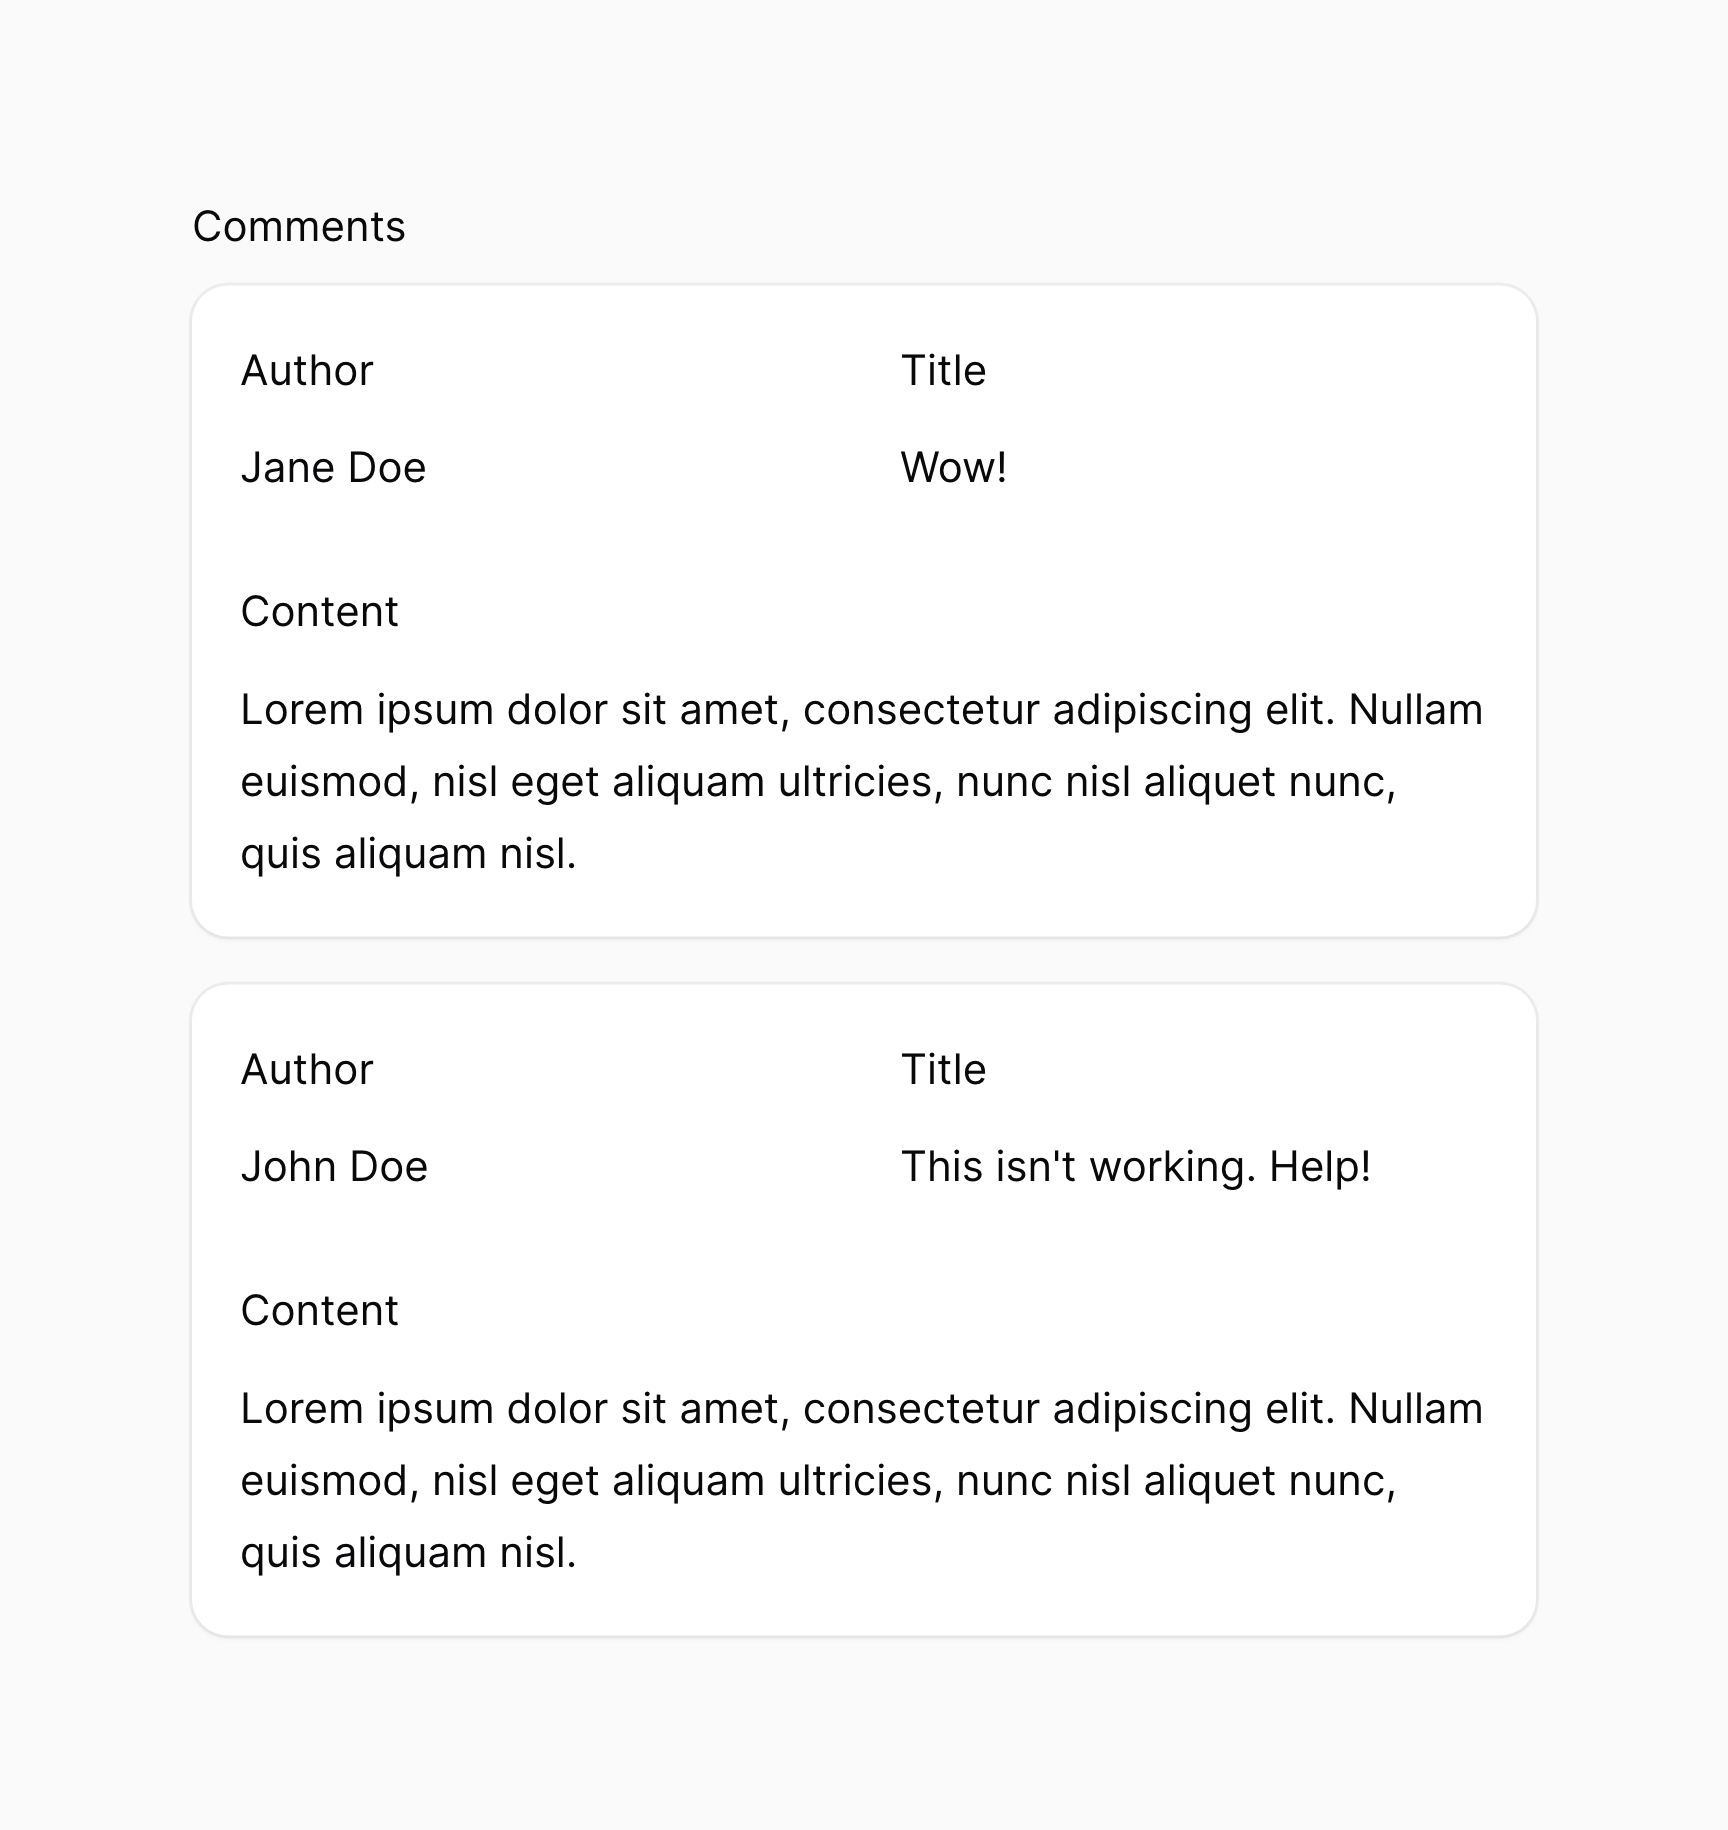 Comments
Author
Title
Jane Doe
Wow!
Content
Lorem ipsum dolor sit amet, consectetur adipiscing elit. Nullam
euismod, nisl eget aliquam ultricies, nunc nisl aliquet nunc,
quis aliquam nisl.
Author
Title
John Doe
This isn't working. Help!
Content
Lorem ipsum dolor sit amet, consectetur adipiscing elit. Nullam
euismod, nisl eget aliquam ultricies, nunc nisl aliquet nunc,
quis aliquam nisl.